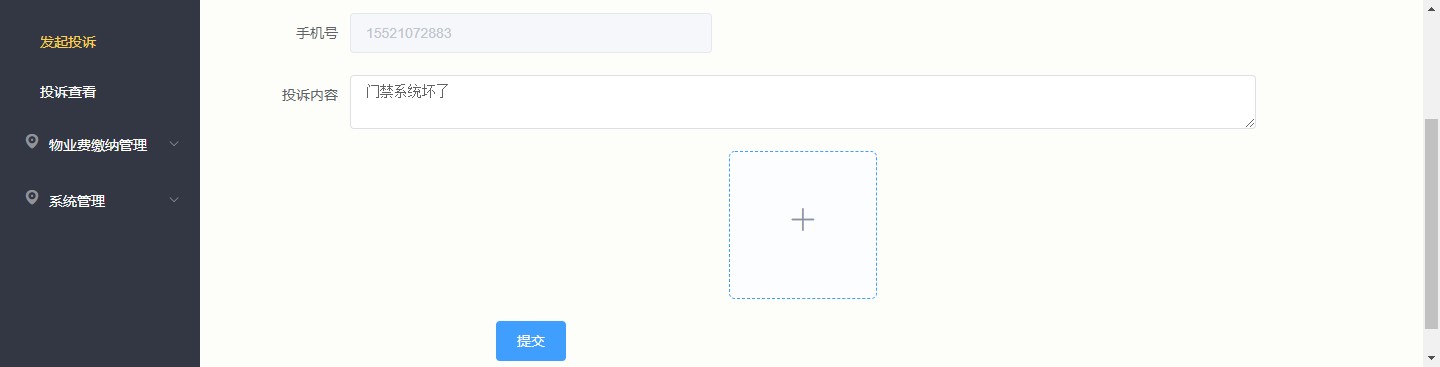 发起投诉
投诉查看
物业费缴纳管理
系统管理
手机号
15521072883
投诉内容
门禁系统坏了
提交